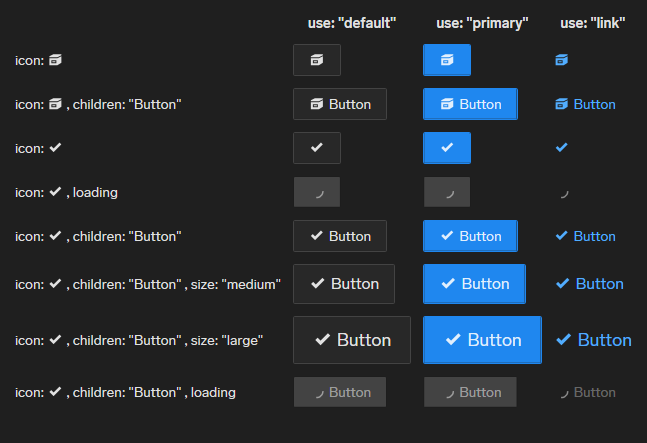 use: "default" use: "primary" use: "link"
icon:
icon: , children: "Button" Button Button Button
icon:
icon: , loading
icon: , children: "Button" Button Button Button
icon: , children: "Button" , size: "medium" Button Button Button
icon: , children: "Button" , size: "large" Button Button Button
icon: , children: "Button" , loading Button Button Button